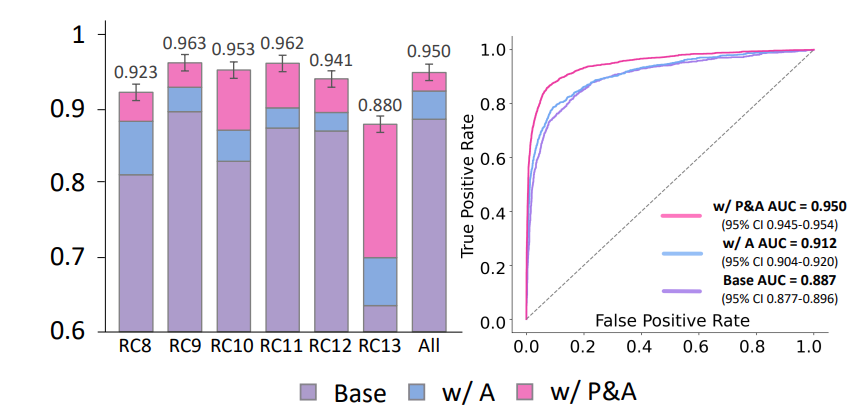 1
0.9
0.8
0.7
0.6
0.923
0.963
0.953
0.962
0.941
0.880
0.950
RC8 RC9 RC10 RC11 RC12 RC13 All
True Positive Rate
1.0
0.8
0.6
0.4
0.2
0.0
w/ P&A AUC = 0.950
(95% CI 0.945-0.954)
w/ A AUC = 0.912
(95% CI 0.904-0.920)
Base AUC = 0.887
(95% CI 0.877-0.896)
False Positive Rate
0.0 0.2 0.4 0.6 0.8 1.0
Base w/ A w/ P&A